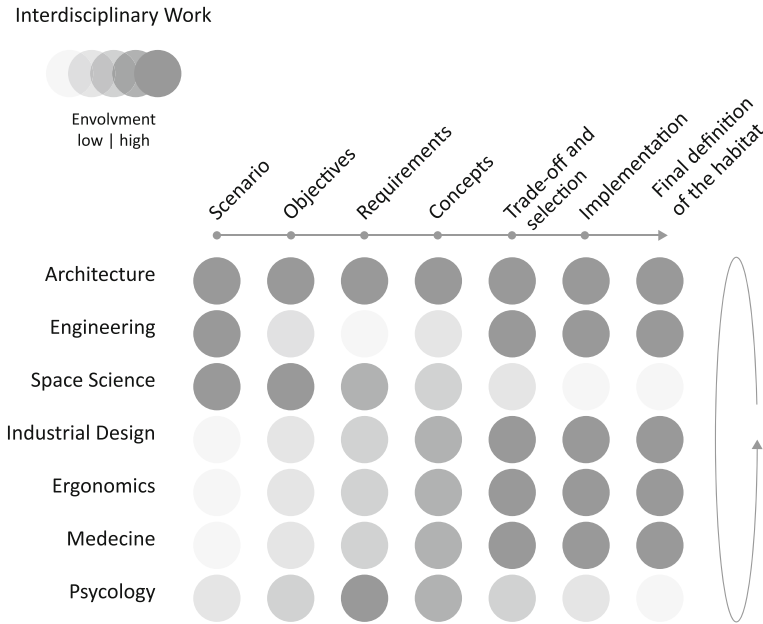 Interdisciplinary Work
Envolvment
low | high
Scenario
Objectives
Requirements
Concepts
Trade-off and
selection
Implementation
Final definition
of the habitat
Architecture
Engineering
Space Science
Industrial Design
Ergonomics
Medecine
Psycology